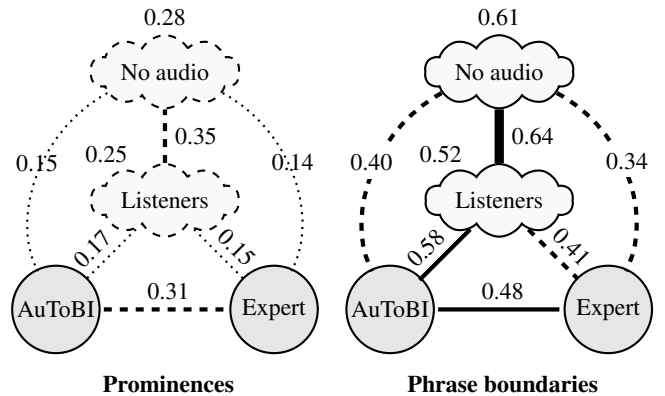 0.28
No audio
0.35
0.15
0.25
0.14
Listeners
0.17
0.15
AuToBI
0.31
Expert
Prominences
0.61
No audio
0.64
0.40
0.52
0.34
Listeners
0.58
0.41
AuToBI
0.48
Expert
Phrase boundaries